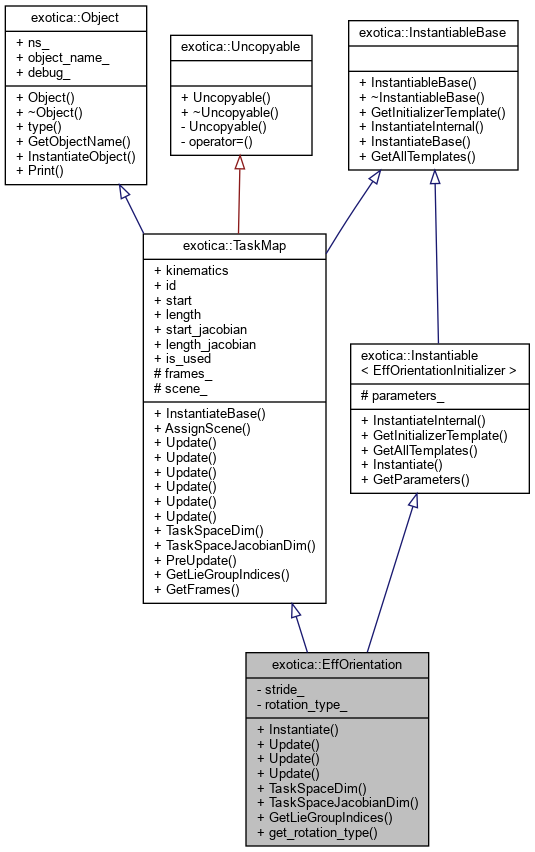 exotica::Object
+ ns_
+ object_name_
+ debug_
+ Object()
+ ~Object()
+ type()
+ GetObjectName()
+ InstantiateObject()
+ Print()
exotica::Uncopyable
+ Uncopyable()
+ ~Uncopyable()
- Uncopyable()
- operator=()
exotica::InstantiableBase
+ InstantiableBase()
+ ~InstantiableBase()
+ GetInitializerTemplate()
+ InstantiateInternal()
+ InstantiateBase()
+ GetAllTemplates()
exotica::TaskMap
+ kinematics
+ id
+ start
+ length
+ start_jacobian
+ length_jacobian
+ is_used
# frames_
# scene_
+ InstantiateBase()
+ AssignScene()
+ Update()
+ Update()
+ Update()
+ Update()
+ Update()
+ Update()
+ TaskSpaceDim()
+ TaskSpaceJacobianDim()
+ PreUpdate()
+ GetLieGroupIndices()
+ GetFrames()
exotica::Instantiable
< EffOrientationInitializer >
# parameters_
+ InstantiateInternal()
+ GetInitializerTemplate()
+ GetAllTemplates()
+ Instantiate()
+ GetParameters()
exotica::EffOrientation
- stride_
- rotation_type_
+ Instantiate()
+ Update()
+ Update()
+ Update()
+ TaskSpaceDim()
+ TaskSpaceJacobianDim()
+ GetLieGroupIndices()
+ get_rotation_type()